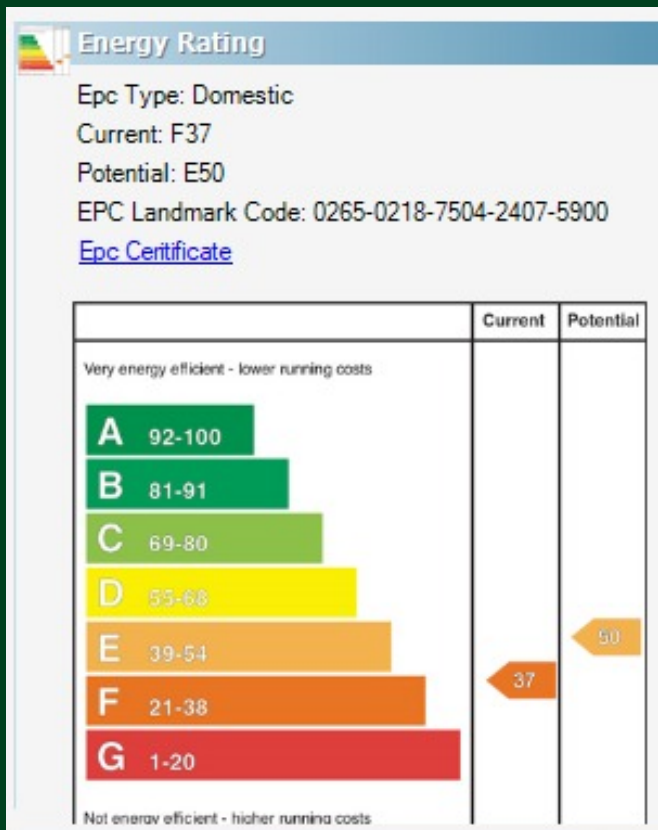 Energy Rating
Epc Type: Domestic
Current: F37
Potential: E50
EPC Landmark Code: 0265-0218-7504-2407-5900
Epc Ceritificate
Current Potential
Very energy efficient - lower running costs
A 92-100
B 81-91
C 69-80
D 55-68
E 39-54
50
37
F 21-38
G 1-20
Not energy efficient - higher running costs